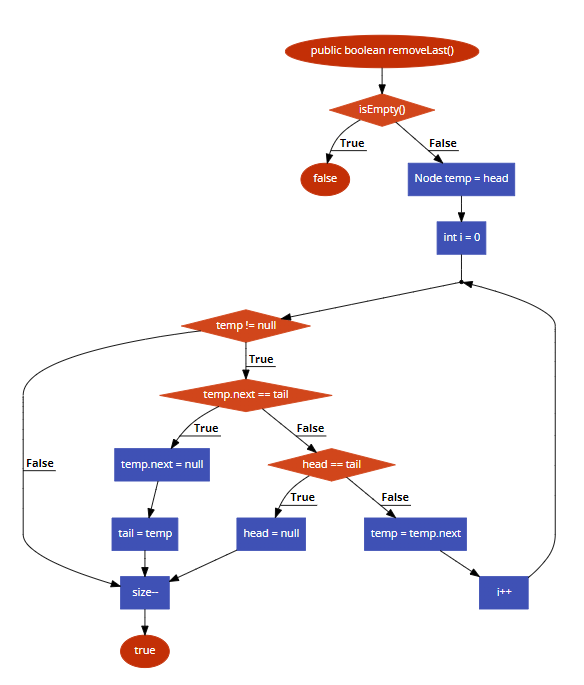 public boolean removeLast()
isEmpty()
True
False
false
Node temp = head
int i = 0
temp != null
True
temp.next == tail
True
False
False
temp.next = null
head == tail
True
False
tail = temp
head = null
temp = temp.next
size--
i++
true